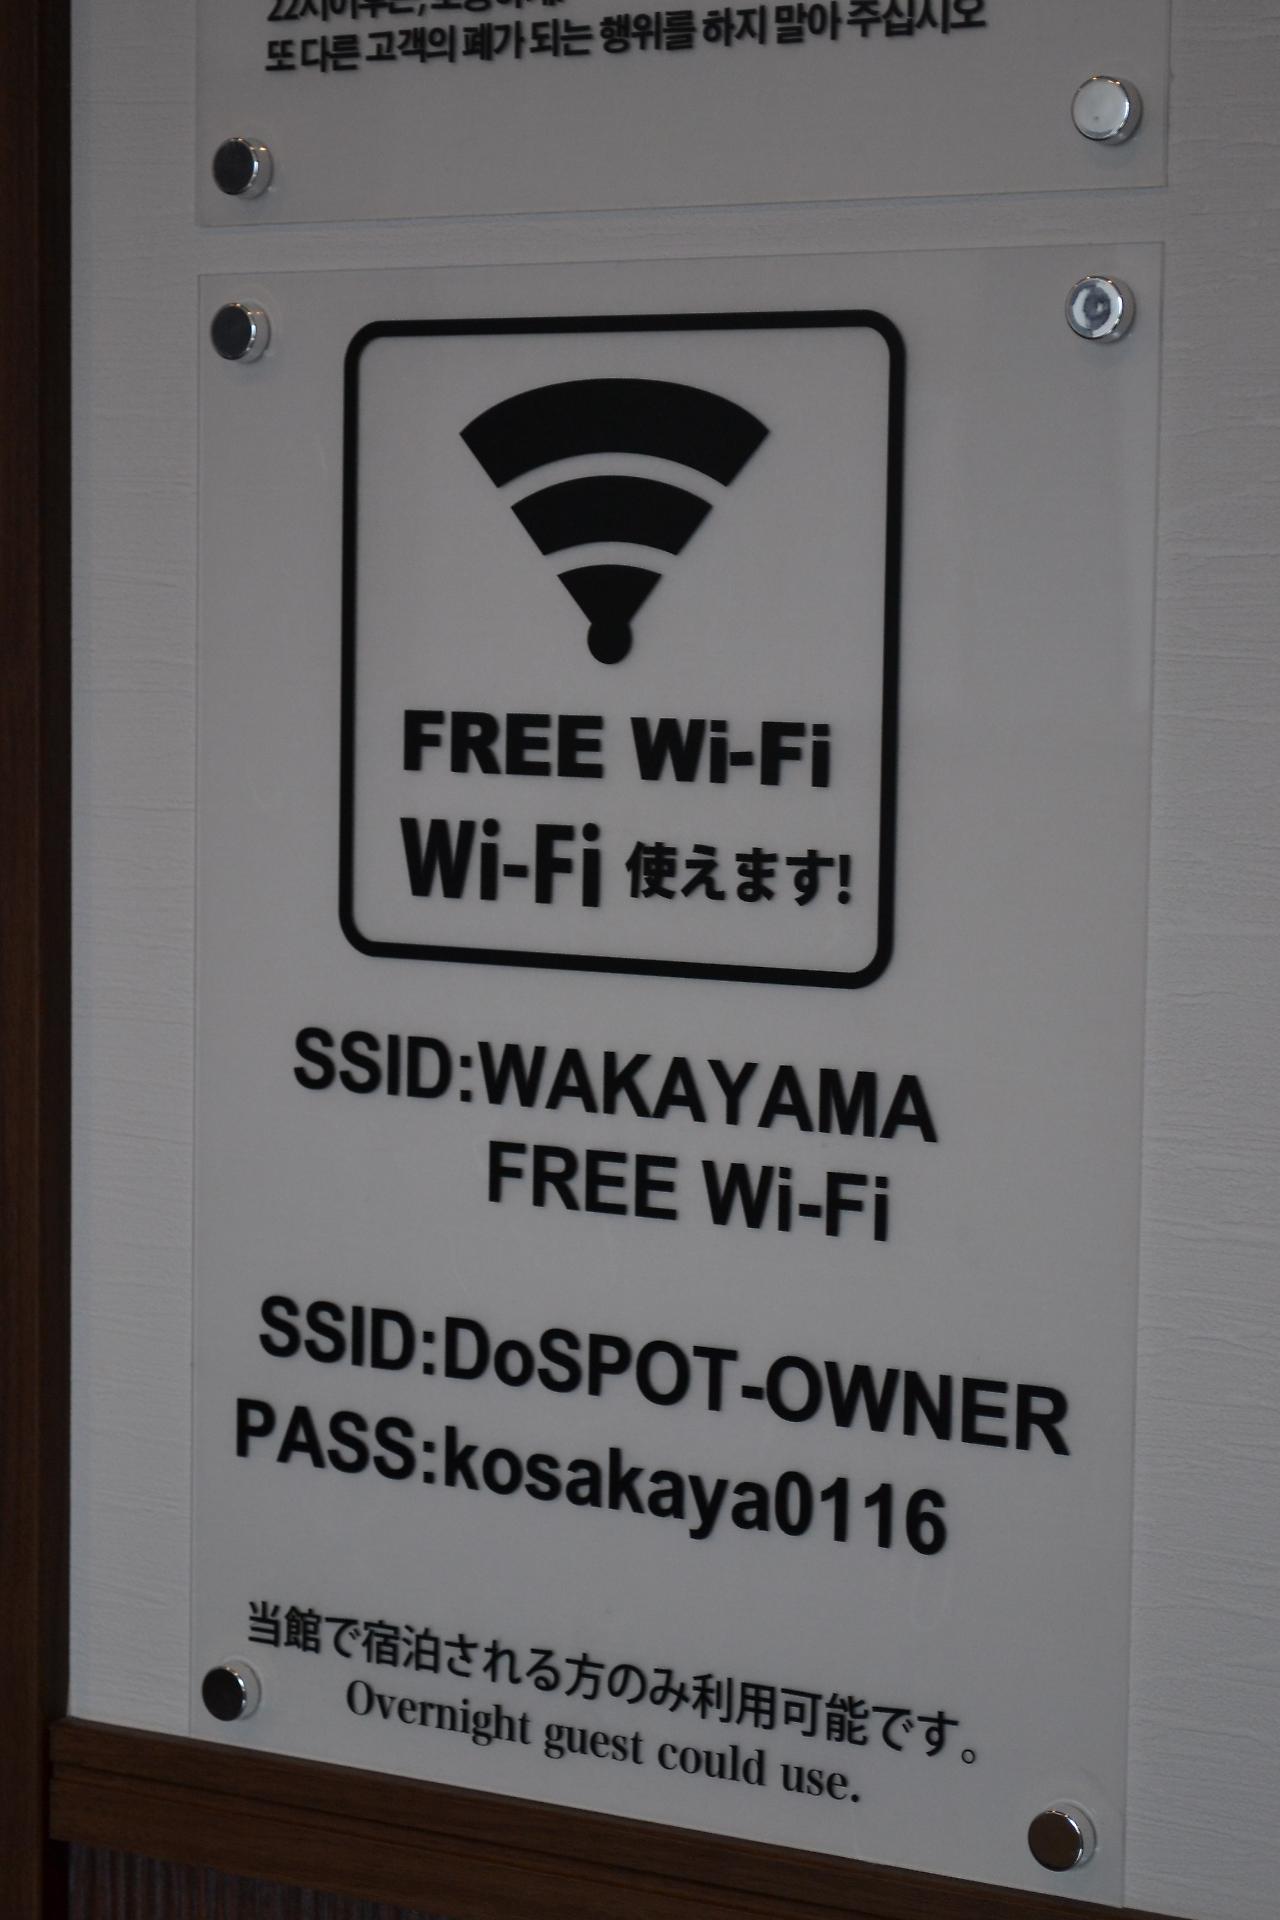 또 다른 고객의 폐가 되는 행위를 하지 말아 주십시오
FREE Wi-Fi
Wi-Fi 使えます!
SSID:WAKAYAMA
FREE Wi-Fi
SSID:DoSPOT-OWNER
PASS:kosakaya0116
当館で宿泊される方のみ利用可能です。
Overnight guest could use.